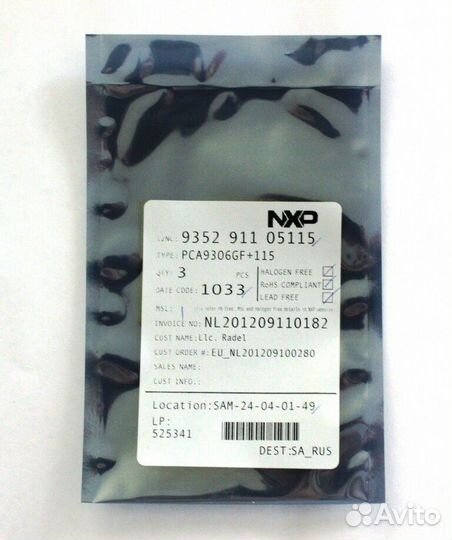 NXP
12NC: 9352 911 05115
TYPE: PCA9306GF+115
QTY: 3 PCS
HALOGEN FREE
DATE CODE: 1033
RoHS COMPLIANT
LEAD FREE
MSL:
INVOICE NO: NL201209110182
CUST NAME: Llc. Radel
CUST ORDER #: EU_NL201209100280
SALES NAME:
CUST INFO.:
Location:SAM-24-04-01-49
LP:
525341
DEST:SA_RUS
Avito